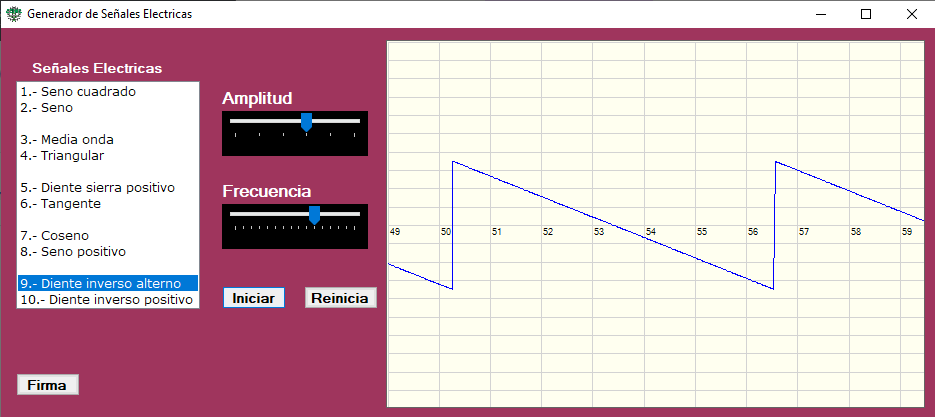 Generador de Señales Electricas
Señales Electricas
1.- Seno cuadrado
2.- Seno
3.- Media onda
4.- Triangular
5.- Diente sierra positivo
6.- Tangente
7.- Coseno
8.- Seno positivo
9.- Diente inverso alterno
10.- Diente inverso positivo
Amplitud
Frecuencia
Iniciar Reinicia
Firma
49 50 51 52 53 54 55 56 57 58 59